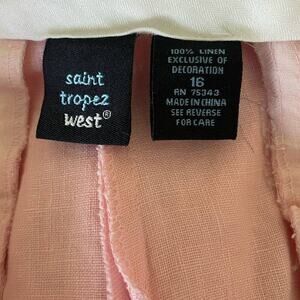 saint
tropez
west®
100% LINEN
EXCLUSIVE OF
DECORATION
16
RN 75343
MADE IN CHINA
SEE REVERSE
FOR CARE